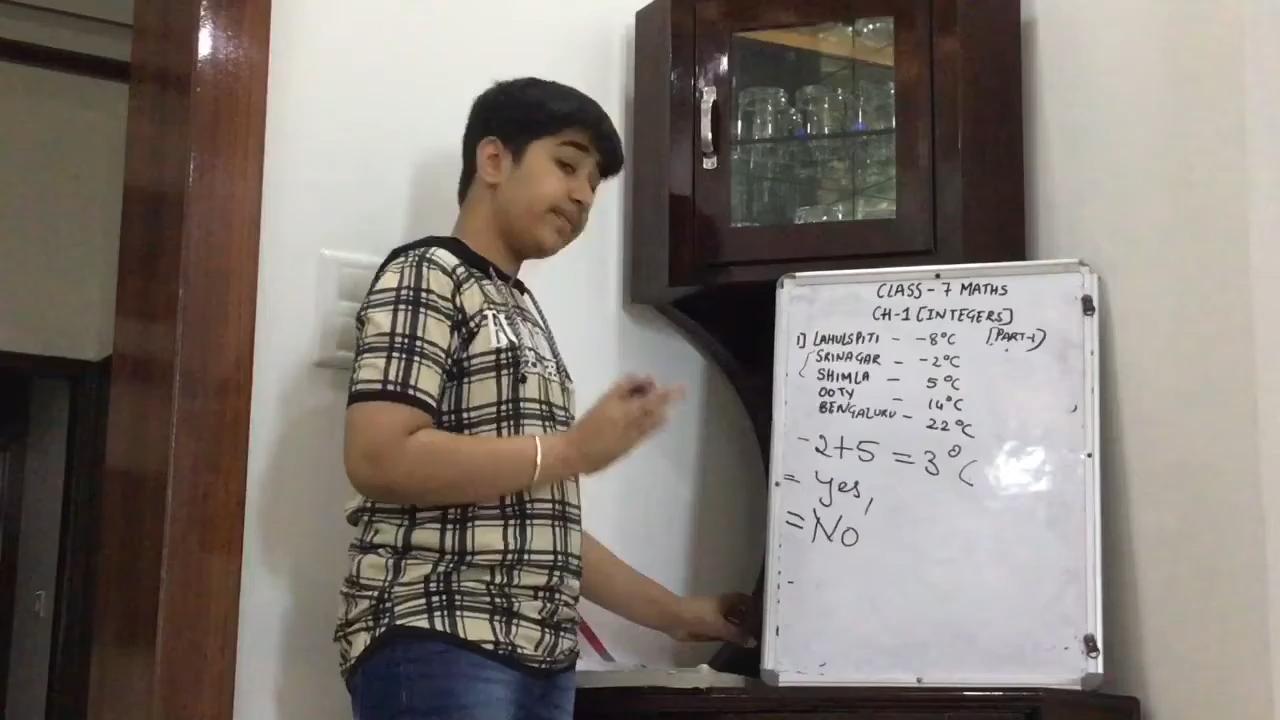 CLASS-7 MATHS
CH-1 [INTEGERS]
[PART-1)
1] LAHULSPITI - -8°C
SRINAGAR - -2°C
SHIMLA - 5°C
OOTY - 14°C
BENGALURU - 22°C
-2+5 = 3°C
= Yes,
= No